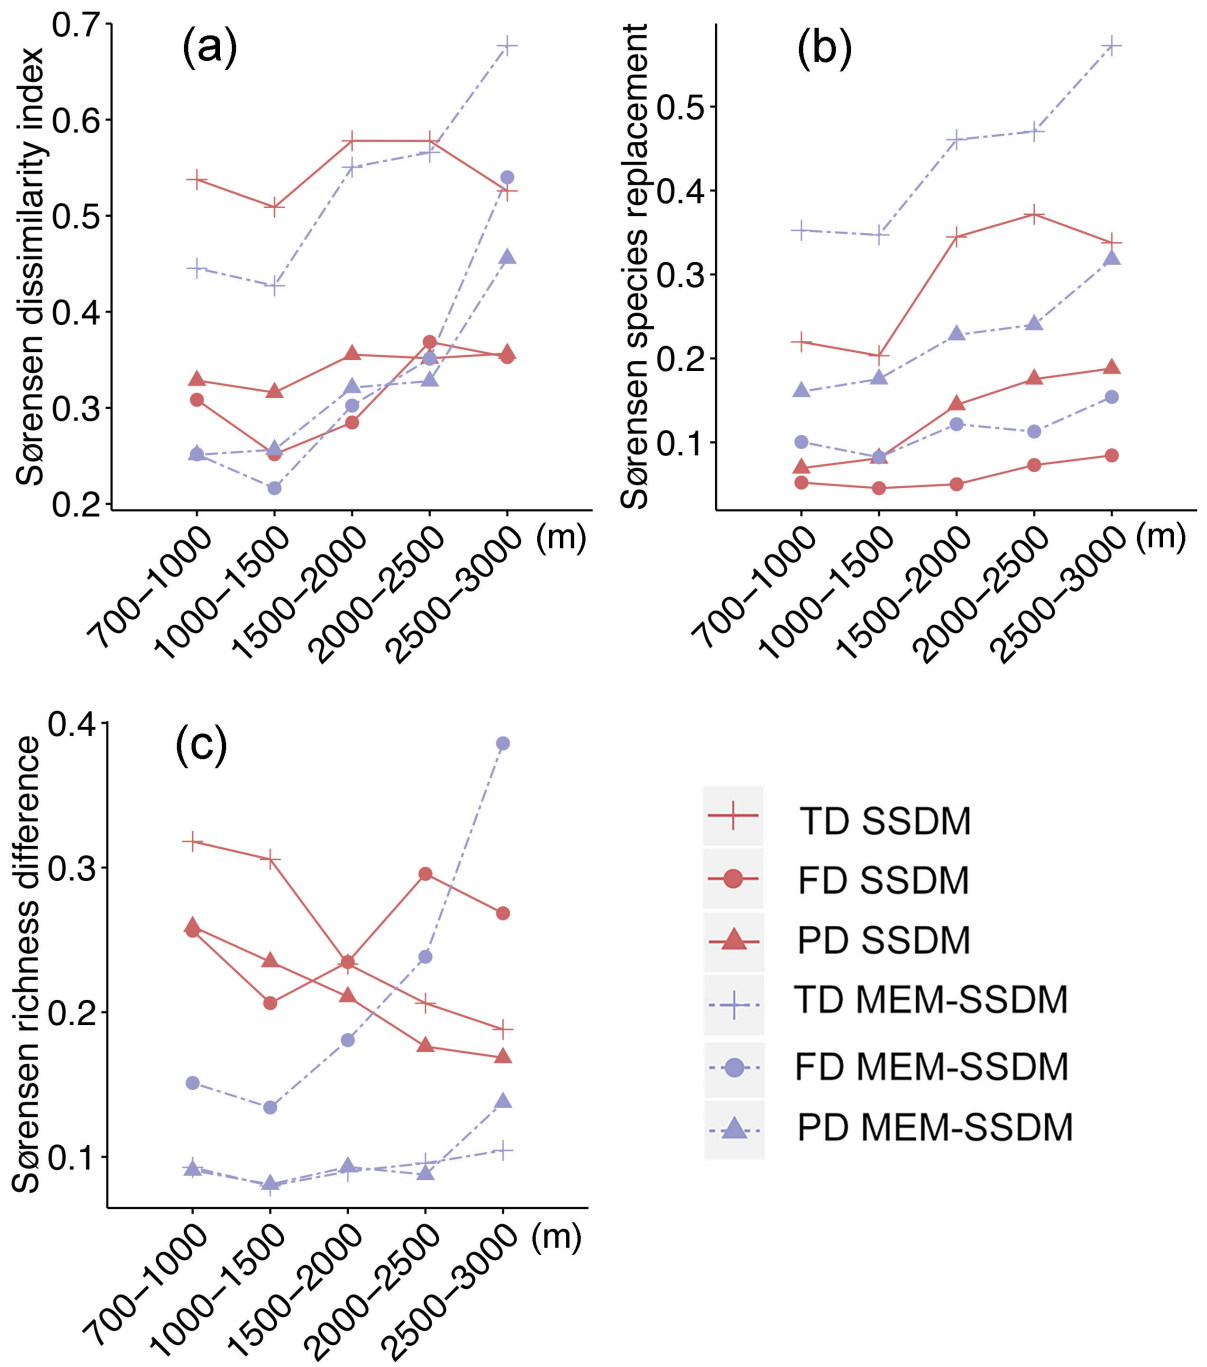 (a)
Sørensen dissimilarity index
0.7
0.6
0.5
0.4
0.3
0.2
700−1000
1000−1500
1500−2000
2000−2500
2500−3000
(m)
(b)
Sørensen species replacement
0.5
0.4
0.3
0.2
0.1
700−1000
1000−1500
1500−2000
2000−2500
2500−3000
(m)
(c)
Sørensen richness difference
0.4
0.3
0.2
0.1
700−1000
1000−1500
1500−2000
2000−2500
2500−3000
(m)
TD SSDM
FD SSDM
PD SSDM
TD MEM-SSDM
FD MEM-SSDM
PD MEM-SSDM